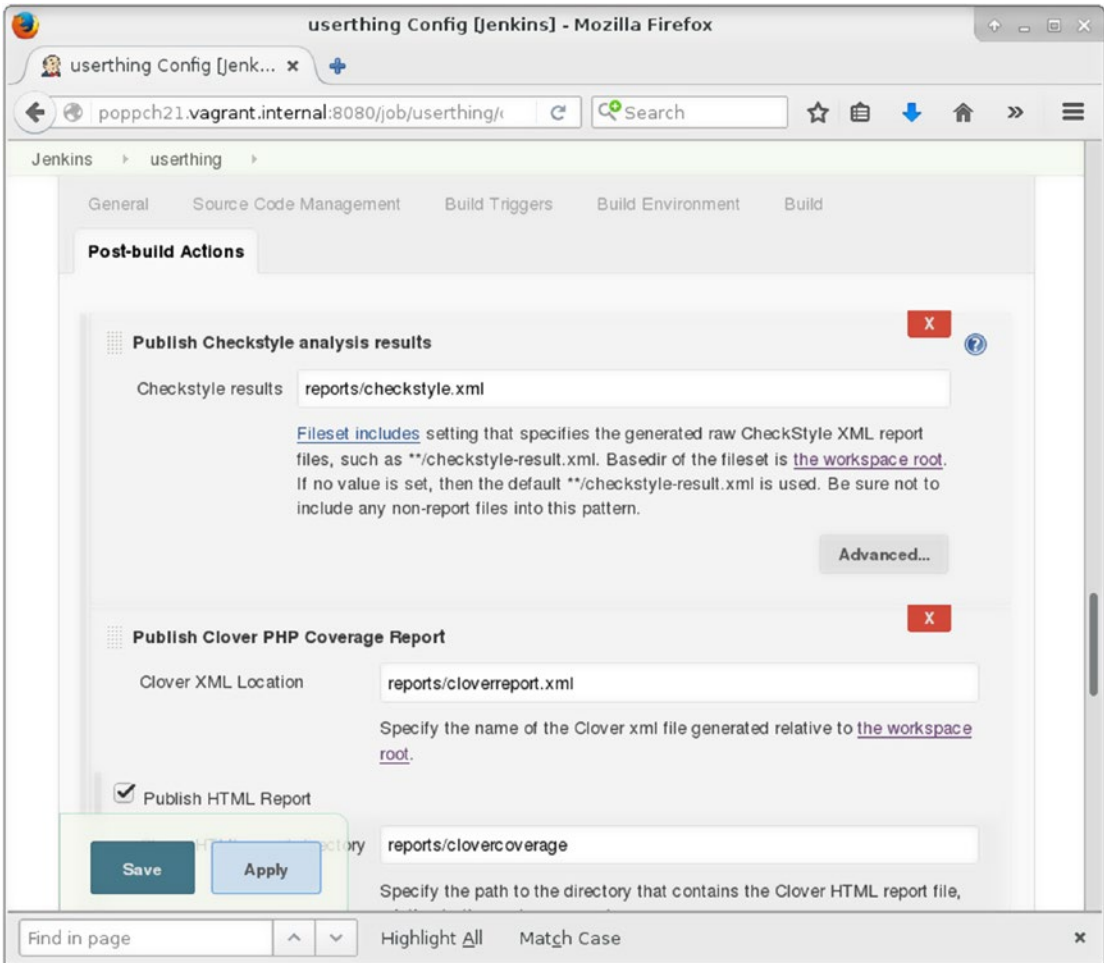 userthing Config [Jenkins] - Mozilla Firefox
userthing Config [Jenk...
poppch21.vagrant.internal:8080/job/userthing/
Search
Jenkins
userthing
General Source Code Management Build Triggers Build Environment Build
Post-build Actions
X
Publish Checkstyle analysis results
Checkstyle results reports/checkstyle.xml
Fileset includes setting that specifies the generated raw CheckStyle XML report
files, such as **/checkstyle-result.xml. Basedir of the fileset is the workspace root.
If no value is set, then the default **/checkstyle-result.xml is used. Be sure not to
include any non-report files into this pattern.
Advanced...
X
Publish Clover PHP Coverage Report
Clover XML Location reports/cloverreport.xml
Specify the name of the Clover xml file generated relative to the workspace
root.
Publish HTML Report
reports/clovercoverage
Save Apply
Specify the path to the directory that contains the Clover HTML report file,
Find in page Highlight All Match Case